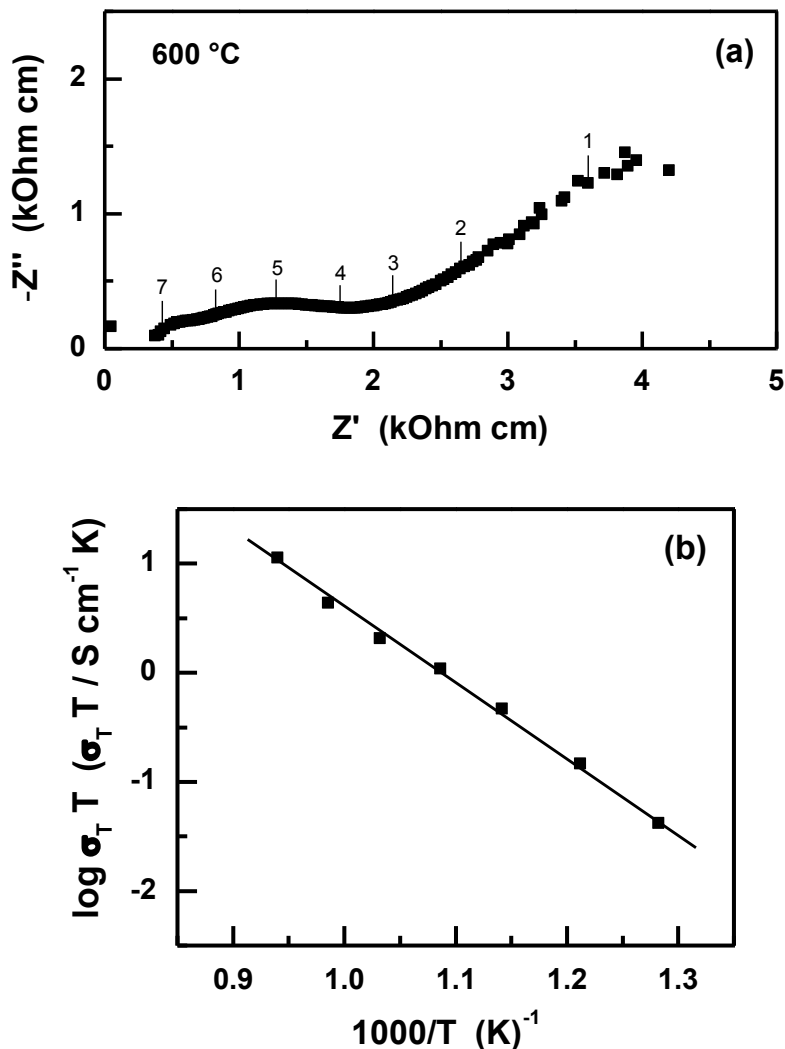 600 °C
(a)
2
1
0
-Z'' (kOhm cm)
7
6
5
4
3
2
1
0 1 2 3 4 5
Z' (kOhm cm)
(b)
1
0
-1
-2
log σT T (σT T / S cm-1 K)
0.9 1.0 1.1 1.2 1.3
1000/T (K)-1